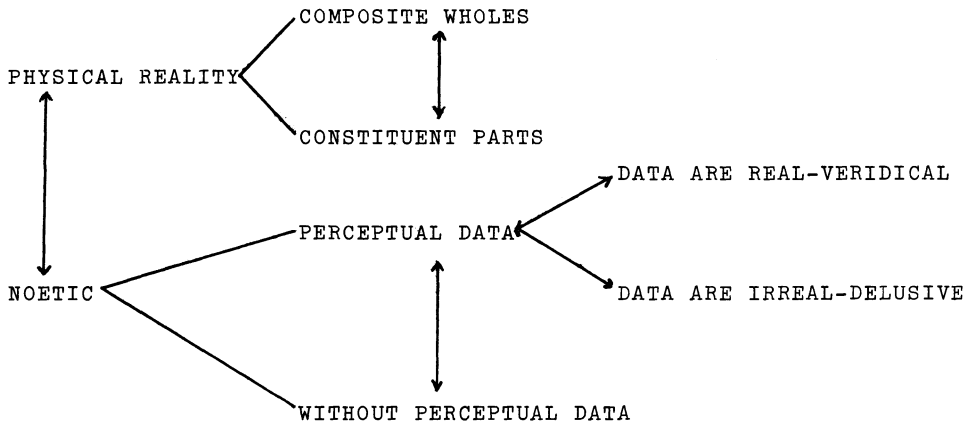 COMPOSITE WHOLES
PHYSICAL REALITY
CONSTITUENT PARTS
DATA ARE REAL-VERIDICAL
PERCEPTUAL DATA
NOETIC
DATA ARE IRREAL-DELUSIVE
WITHOUT PERCEPTUAL DATA